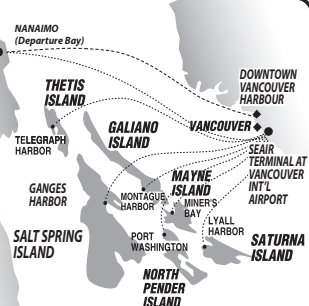 NANAIMO
(Departure Bay)
THETIS
ISLAND
DOWNTOWN
VANCOUVER
HARBOUR
GALIANO
ISLAND
VANCOUVER
TELEGRAPH
HARBOR
SEAIR
TERMINAL AT
VANCOUVER
INT'L
AIRPORT
GANGES
HARBOR
MONTAGUE
HARBOR
MAYNE
ISLAND
MINER'S
BAY
LYALL
HARBOR
SALT SPRING
ISLAND
PORT
WASHINGTON
SATURNA
ISLAND
NORTH
PENDER
ISLAND